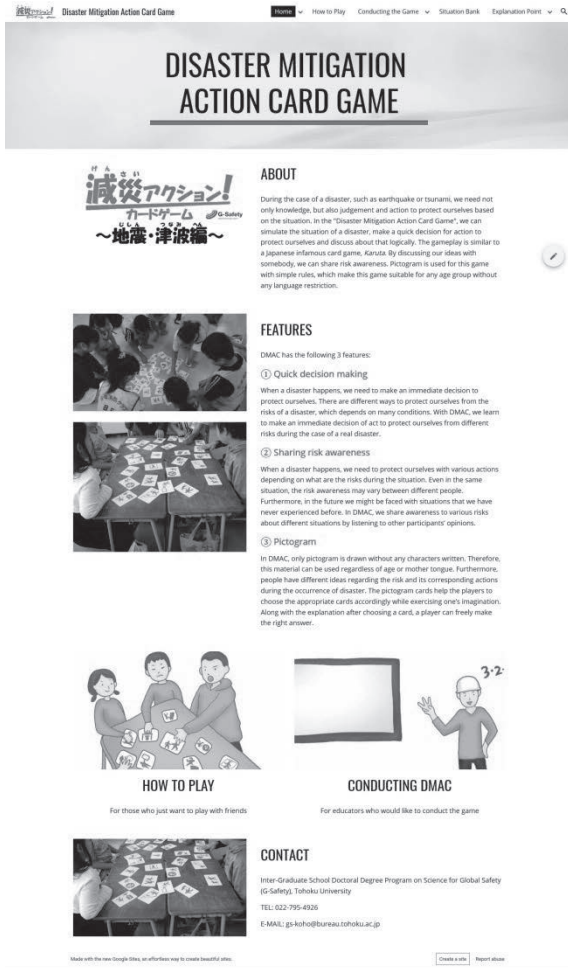 減災アクション! Disaster Mitigation Action Card Game
Home
How to Play
Conducting the Game
Situation Bank
Explanation Point
DISASTER MITIGATION
ACTION CARD GAME
げんさい
減災アクション!
カードゲーム G-Safety
じしん つなみ へん
〜地震・津波編〜
ABOUT
During the case of a disaster, such as earthquake or tsunami, we need not
only knowledge, but also judgement and action to protect ourselves based
on the situation. In the "Disaster Mitigation Action Card Game", we can
simulate the situation of a disaster, make a quick decision for action to
protect ourselves and discuss about that logically. The gameplay is similar to
a Japanese infamous card game, Karuta. By discussing our ideas with
somebody, we can share risk awareness. Pictogram is used for this game
with simple rules, which make this game suitable for any age group without
any language restriction.
FEATURES
DMAC has the following 3 features:
① Quick decision making
When a disaster happens, we need to make an immediate decision to
protect ourselves. There are different ways to protect ourselves from the
risks of a disaster, which depends on many conditions. With DMAC, we learn
to make an immediate decision of act to protect ourselves from different
risks during the case of a real disaster.
② Sharing risk awareness
When a disaster happens, we need to protect ourselves with various actions
depending on what are the risks during the situation. Even in the same
situation, the risk awareness may vary between different people.
Furthermore, in the future we might be faced with situations that we have
never experienced before. In DMAC, we share awareness to various risks
about different situations by listening to other participants' opinions.
③ Pictogram
In DMAC, only pictogram is drawn without any characters written. Therefore,
this material can be used regardless of age or mother tongue. Furthermore,
people have different ideas regarding the risk and its corresponding actions
during the occurrence of disaster. The pictogram cards help the players to
choose the appropriate cards accordingly while exercising one's imagination.
Along with the explanation after choosing a card, a player can freely make
the right answer.
3·2·
HOW TO PLAY
For those who just want to play with friends
CONDUCTING DMAC
For educators who would like to conduct the game
CONTACT
Inter-Graduate School Doctoral Degree Program on Science for Global Safety
(G-Safety), Tohoku University
TEL: 022-795-4926
E-MAIL: gs-koho@bureau.tohoku.ac.jp
Made with the new Google Sites, an effortless way to create beautiful sites.
Create a site
Report abuse